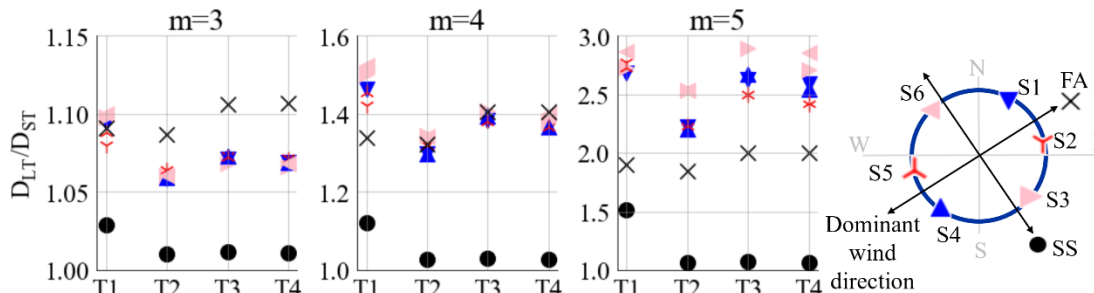 m=3
m=4
m=5
D_LT/D_ST
1.15
1.10
1.05
1.00
T1 T2 T3 T4
1.6
1.4
1.2
1.0
T1 T2 T3 T4
3.0
2.5
2.0
1.5
1.0
T1 T2 T3 T4
N
S1
FA
S6
S2
W
S5
S3
S4
S
SS
Dominant
wind
direction